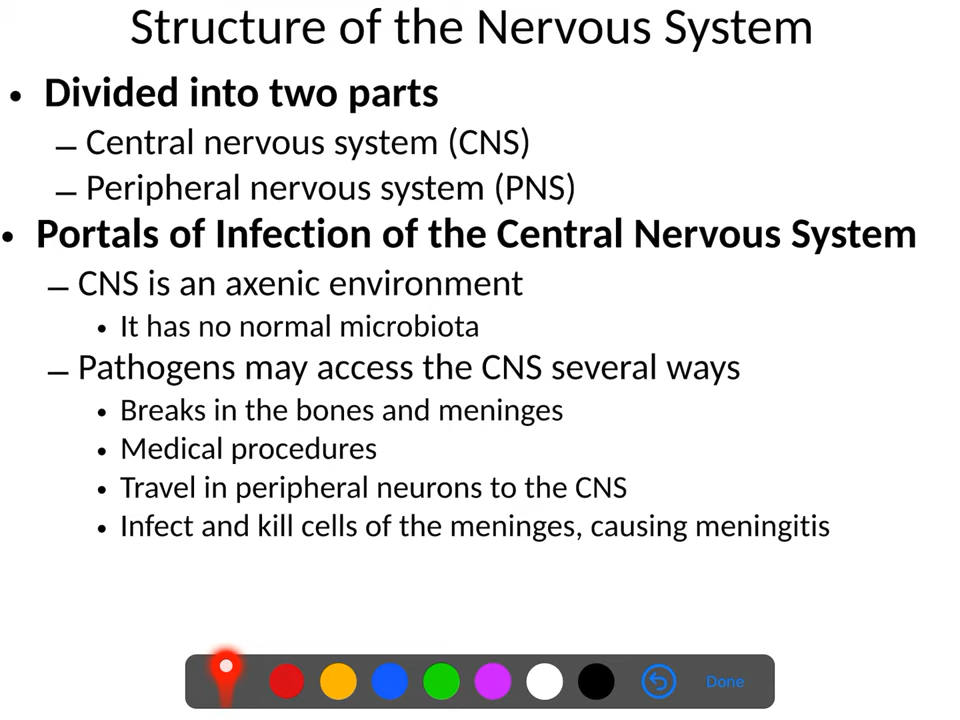 Structure of the Nervous System
• Divided into two parts
– Central nervous system (CNS)
– Peripheral nervous system (PNS)
• Portals of Infection of the Central Nervous System
– CNS is an axenic environment
• It has no normal microbiota
– Pathogens may access the CNS several ways
• Breaks in the bones and meninges
• Medical procedures
• Travel in peripheral neurons to the CNS
• Infect and kill cells of the meninges, causing meningitis
Done